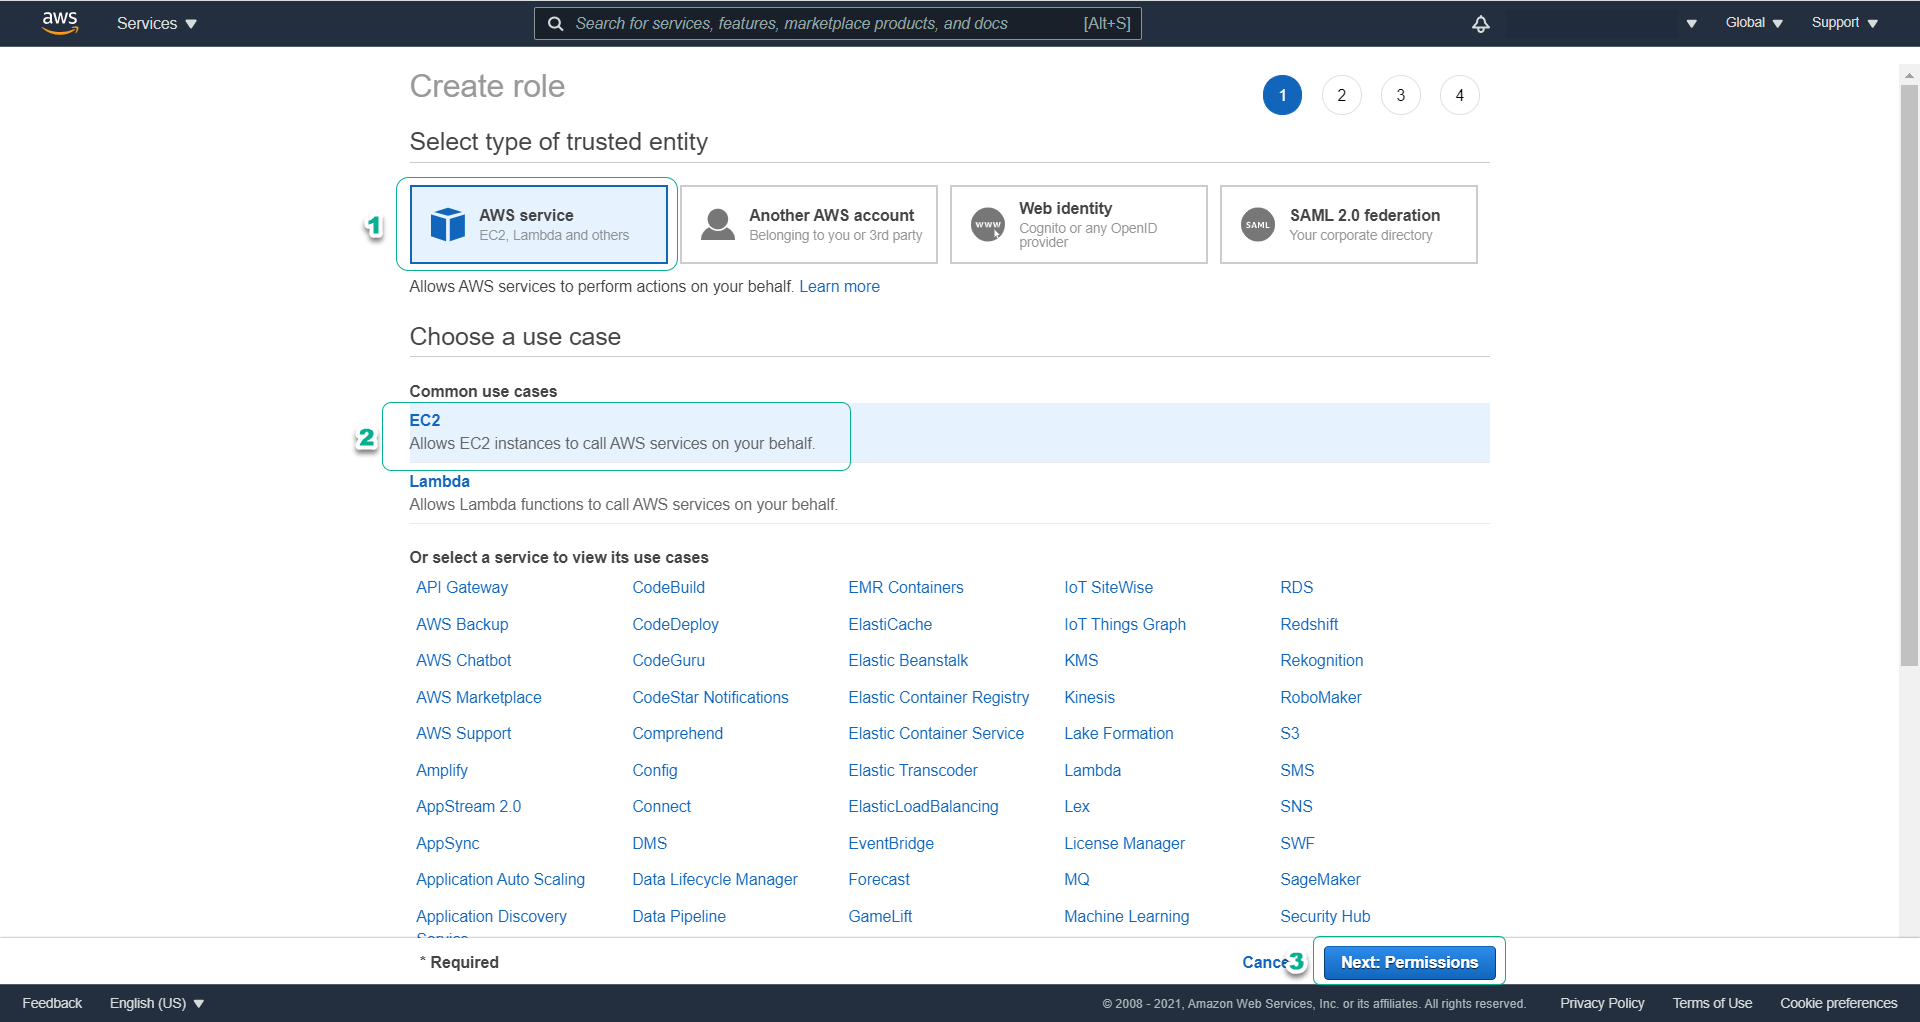 aws Services Search for services, features, marketplace products, and docs [Alt+S] Global Support
Create role
1 2 3 4
Select type of trusted entity
1
AWS service
EC2, Lambda and others
Another AWS account
Belonging to you or 3rd party
www
Web identity
Cognito or any OpenID
provider
SAML
SAML 2.0 federation
Your corporate directory
Allows AWS services to perform actions on your behalf. Learn more
Choose a use case
Common use cases
2
EC2
Allows EC2 instances to call AWS services on your behalf.
Lambda
Allows Lambda functions to call AWS services on your behalf.
Or select a service to view its use cases
API Gateway CodeBuild EMR Containers IoT SiteWise RDS
AWS Backup CodeDeploy ElastiCache IoT Things Graph Redshift
AWS Chatbot CodeGuru Elastic Beanstalk KMS Rekognition
AWS Marketplace CodeStar Notifications Elastic Container Registry Kinesis RoboMaker
AWS Support Comprehend Elastic Container Service Lake Formation S3
Amplify Config Elastic Transcoder Lambda SMS
AppStream 2.0 Connect ElasticLoadBalancing Lex SNS
AppSync DMS EventBridge License Manager SWF
Application Auto Scaling Data Lifecycle Manager Forecast MQ SageMaker
Application Discovery Data Pipeline GameLift Machine Learning Security Hub
Service
* Required Cance 3 Next: Permissions
Feedback English (US) © 2008 - 2021, Amazon Web Services, Inc. or its affiliates. All rights reserved. Privacy Policy Terms of Use Cookie preferences